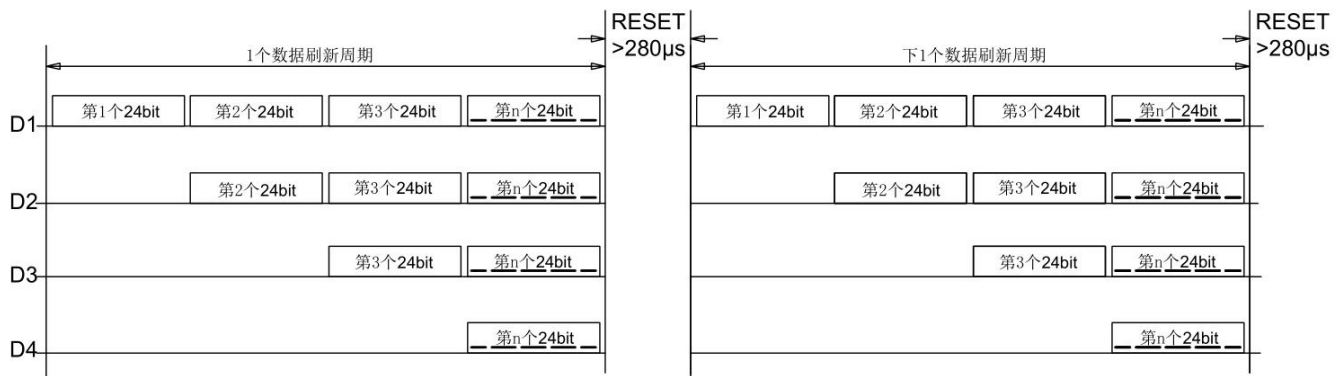 RESET
>280μs
RESET
>280μs
1个数据刷新周期
下1个数据刷新周期
D1 第1个24bit 第2个24bit 第3个24bit 第n个24bit 第1个24bit 第2个24bit 第3个24bit 第n个24bit
D2 第2个24bit 第3个24bit 第n个24bit 第2个24bit 第3个24bit 第n个24bit
D3 第3个24bit 第n个24bit 第3个24bit 第n个24bit
D4 第n个24bit 第n个24bit